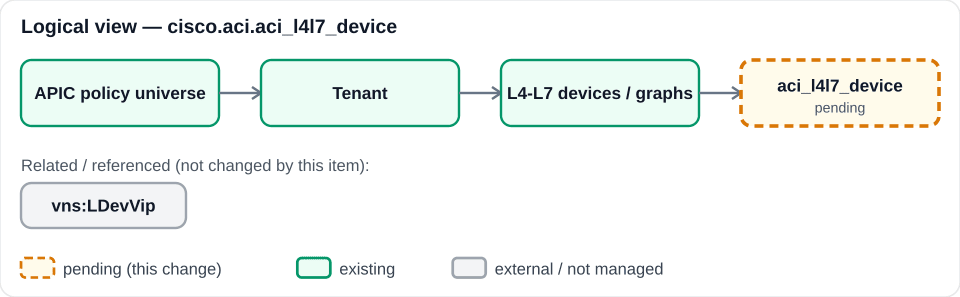 Logical view — cisco.aci.aci_l4l7_device
APIC policy universe
Tenant
L4-L7 devices / graphs
aci_l4l7_device
pending
Related / referenced (not changed by this item):
vns:LDevVip
pending (this change)
existing
external / not managed